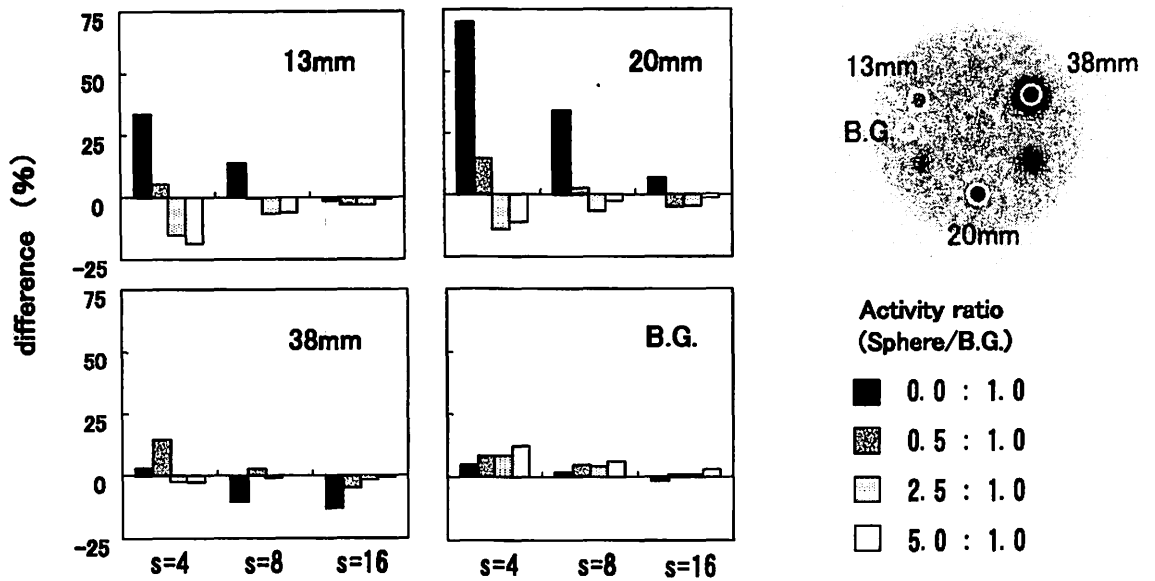 difference (%)
75
50
25
0
-25
13mm
20mm
75
50
25
0
-25
38mm
B.G.
s=4 s=8 s=16
s=4 s=8 s=16
13mm
38mm
B.G.
20mm
Activity ratio
(Sphere/B.G.)
0.0 : 1.0
0.5 : 1.0
2.5 : 1.0
5.0 : 1.0